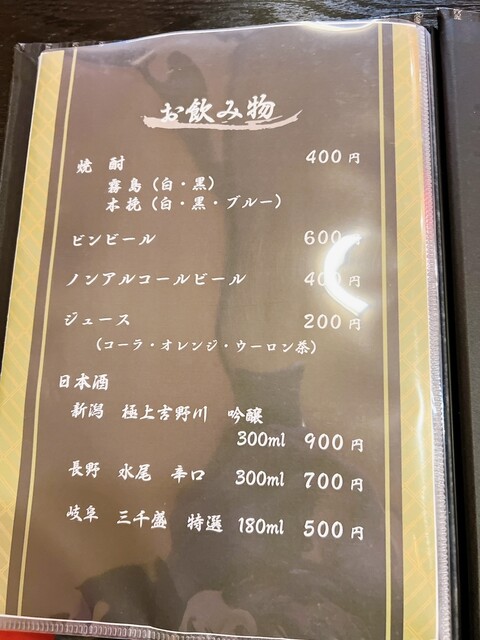 お飲み物
焼 酎 400円
霧島（白・黒）
本挽（白・黒・ブルー）
ビンビール 600円
ノンアルコールビール 400円
ジュース 200円
（コーラ・オレンジ・ウーロン茶）
日本酒
新潟 極上吉野川 吟醸
300ml 900円
長野 水尾 辛口 300ml 700円
岐阜 三千盛 特選 180ml 500円